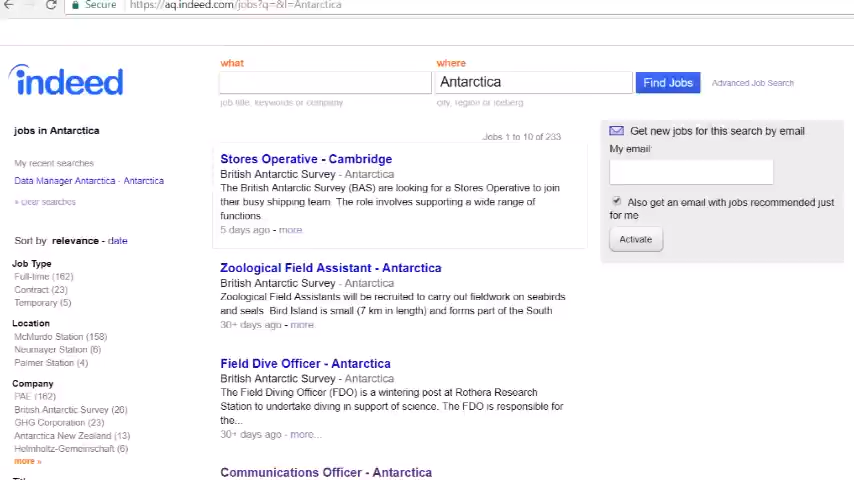 Secure https://aq.indeed.com/jobs?q=&l=Antarctica
indeed
what
where
Antarctica
Find Jobs
Advanced Job Search
job title, keywords or company
city, region or iceberg
jobs in Antarctica
My recent searches
Data Manager Antarctica - Antarctica
» clear searches
Sort by relevance - date
Job Type
Full-time (162)
Contract (23)
Temporary (5)
Location
McMurdo Station (158)
Neumayer Station (6)
Palmer Station (4)
Company
PAE (162)
British Antarctic Survey (26)
GHG Corporation (23)
Antarctica New Zealand (13)
Helmholtz-Gemeinschaft (6)
more »
Jobs 1 to 10 of 233
Stores Operative - Cambridge
British Antarctic Survey - Antarctica
The British Antarctic Survey (BAS) are looking for a Stores Operative to join
their busy shipping team. The role involves supporting a wide range of
functions.
5 days ago - more
Zoological Field Assistant - Antarctica
British Antarctic Survey - Antarctica
Zoological Field Assistants will be recruited to carry out fieldwork on seabirds
and seals. Bird Island is small (7 km in length) and forms part of the South
30+ days ago - more
Field Dive Officer - Antarctica
British Antarctic Survey - Antarctica
The Field Diving Officer (FDO) is a wintering post at Rothera Research
Station to undertake diving in support of science. The FDO is responsible for
the...
30+ days ago - more...
Communications Officer - Antarctica
Get new jobs for this search by email
My email:
Also get an email with jobs recommended just
for me
Activate